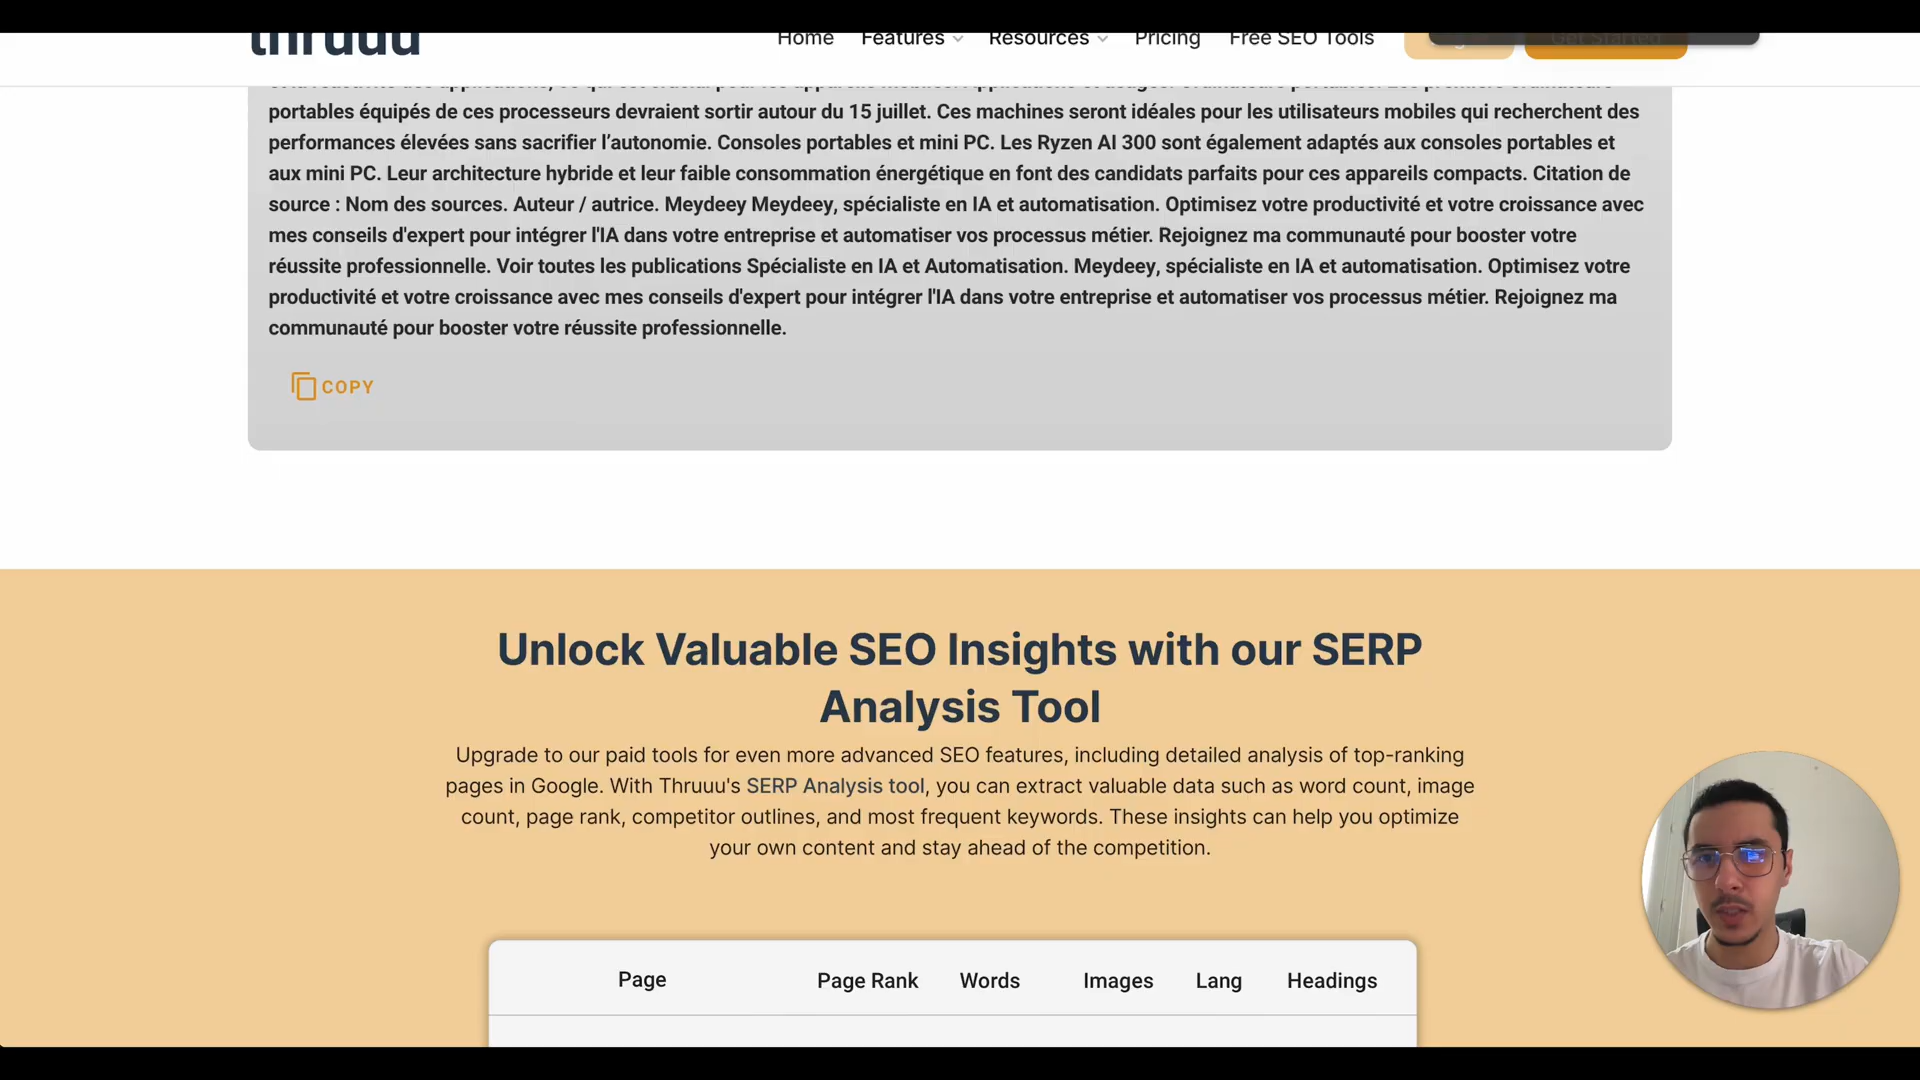 thruuu
Home Features Resources Pricing Free SEO Tools
portables équipés de ces processeurs devraient sortir autour du 15 juillet. Ces machines seront idéales pour les utilisateurs mobiles qui recherchent des
performances élevées sans sacrifier l’autonomie. Consoles portables et mini PC. Les Ryzen AI 300 sont également adaptés aux consoles portables et
aux mini PC. Leur architecture hybride et leur faible consommation énergétique en font des candidats parfaits pour ces appareils compacts. Citation de
source : Nom des sources. Auteur / autrice. Meydeey Meydeey, spécialiste en IA et automatisation. Optimisez votre productivité et votre croissance avec
mes conseils d'expert pour intégrer l'IA dans votre entreprise et automatiser vos processus métier. Rejoignez ma communauté pour booster votre
réussite professionnelle. Voir toutes les publications Spécialiste en IA et Automatisation. Meydeey, spécialiste en IA et automatisation. Optimisez votre
productivité et votre croissance avec mes conseils d'expert pour intégrer l'IA dans votre entreprise et automatiser vos processus métier. Rejoignez ma
communauté pour booster votre réussite professionnelle.
COPY
Unlock Valuable SEO Insights with our SERP
Analysis Tool
Upgrade to our paid tools for even more advanced SEO features, including detailed analysis of top-ranking
pages in Google. With Thruuu's SERP Analysis tool, you can extract valuable data such as word count, image
count, page rank, competitor outlines, and most frequent keywords. These insights can help you optimize
your own content and stay ahead of the competition.
Page Page Rank Words Images Lang Headings